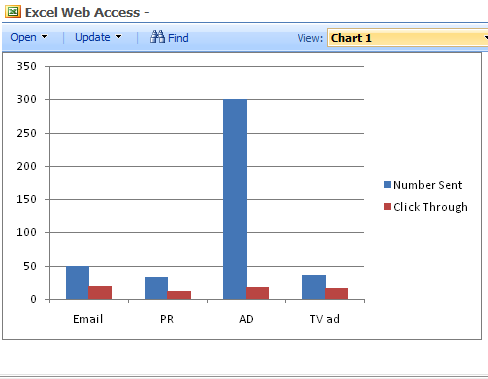 Excel Web Access -
Open Update Find View: Chart 1
350
300
250
200
150
100
50
0
Email PR AD TV ad
Number Sent
Click Through